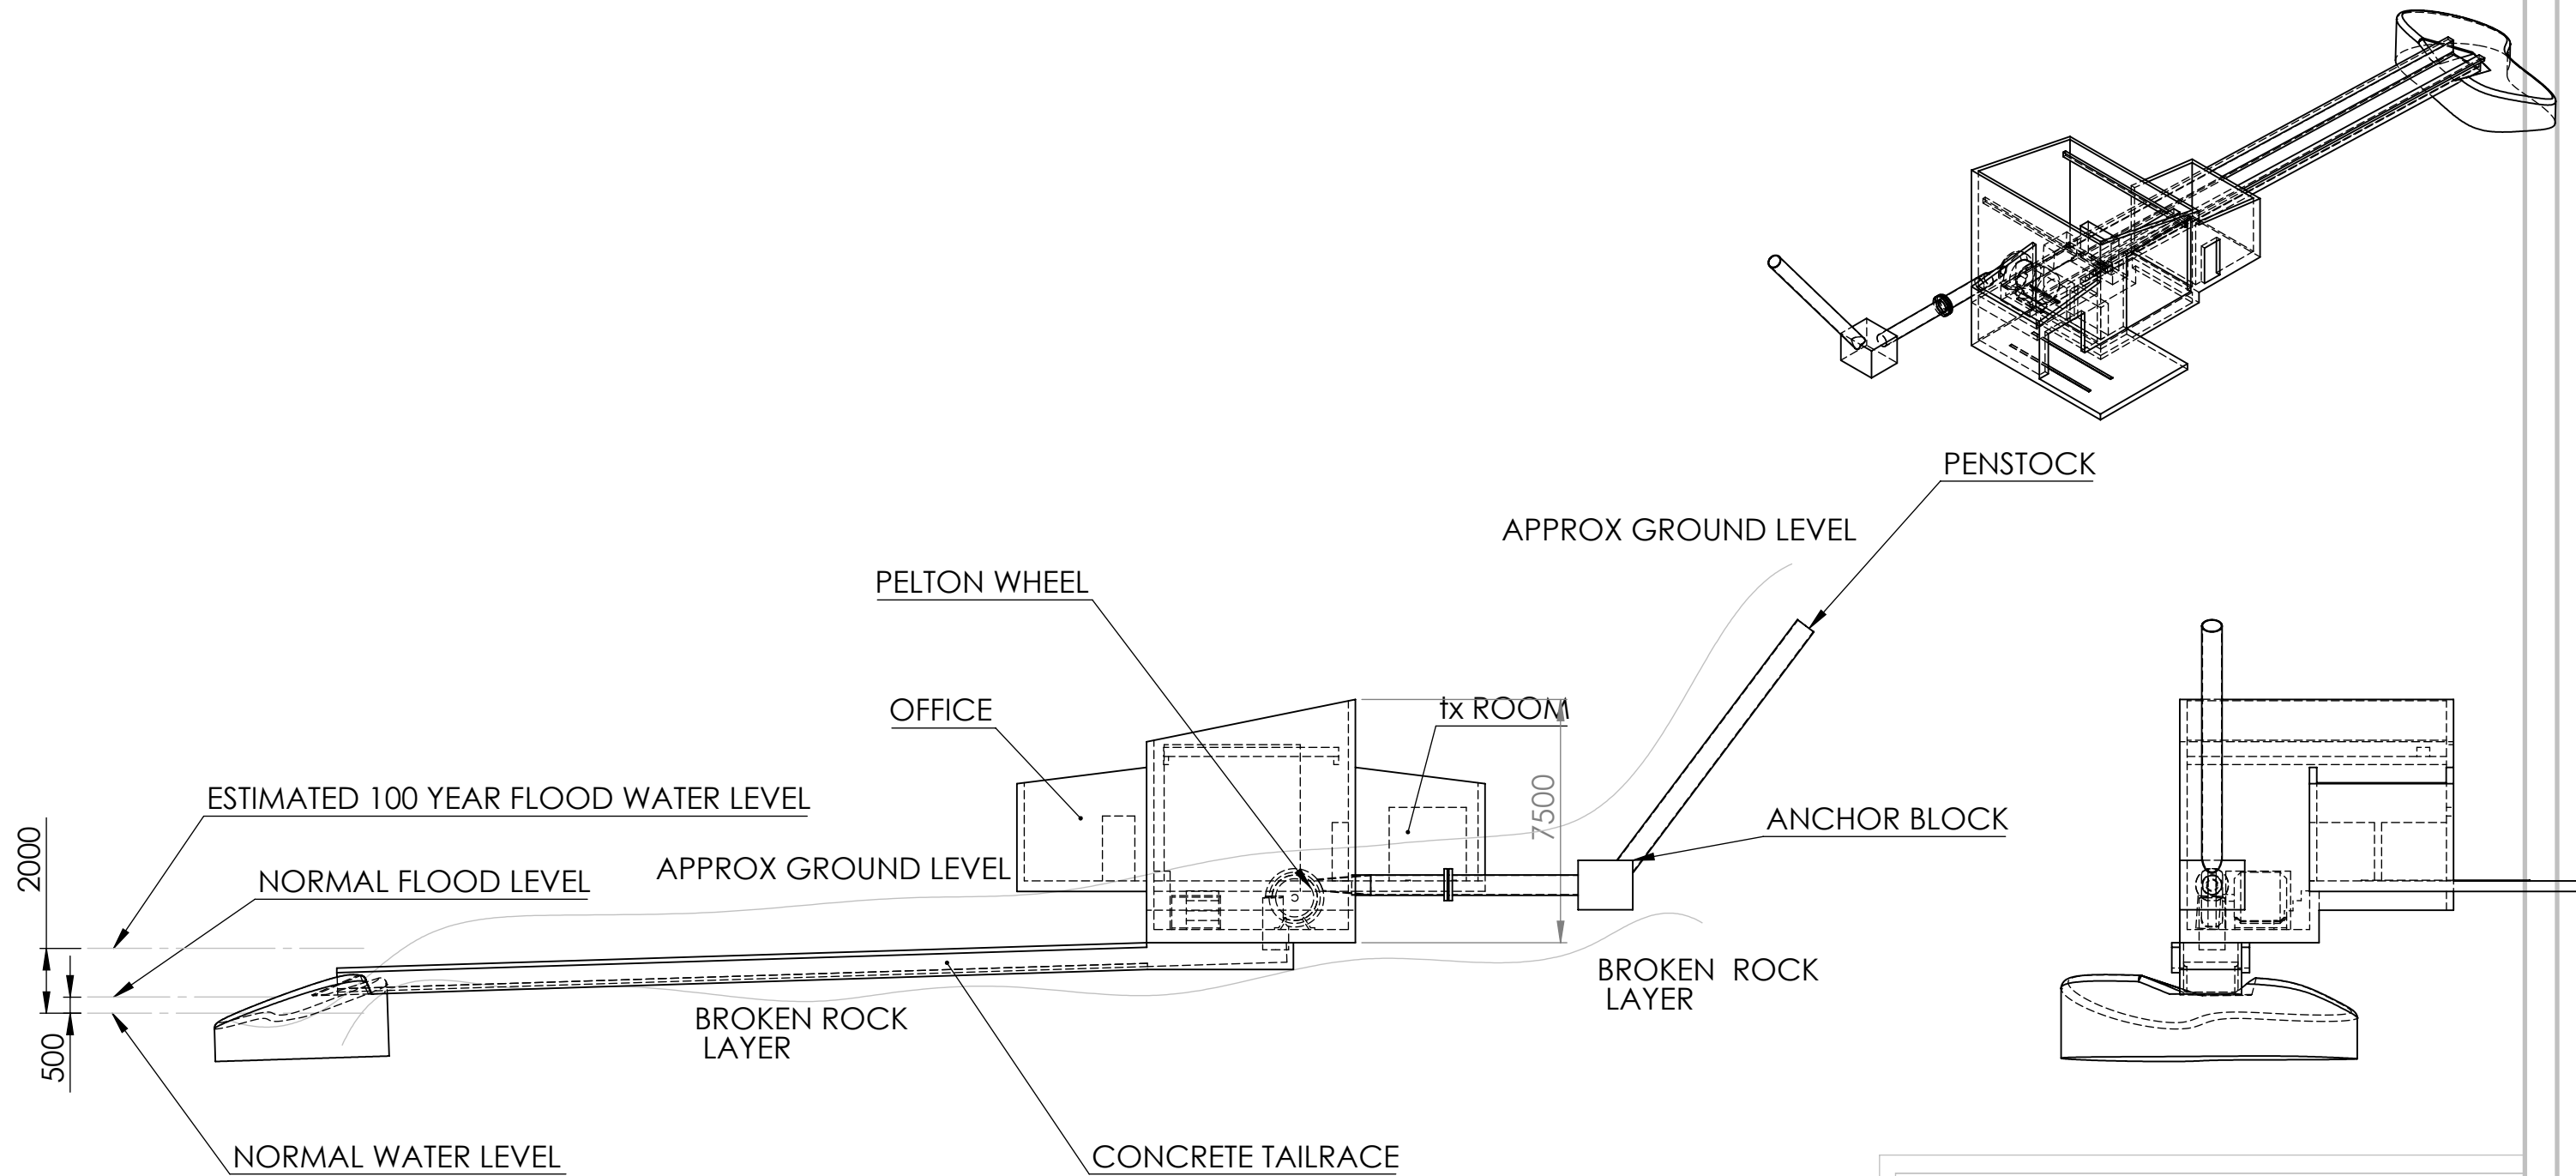 PENSTOCK
APPROX GROUND LEVEL
PELTON WHEEL
OFFICE
tx ROOM
7500
ESTIMATED 100 YEAR FLOOD WATER LEVEL
ANCHOR BLOCK
2000
NORMAL FLOOD LEVEL
APPROX GROUND LEVEL
BROKEN ROCK
LAYER
BROKEN ROCK
LAYER
500
NORMAL WATER LEVEL
CONCRETE TAILRACE